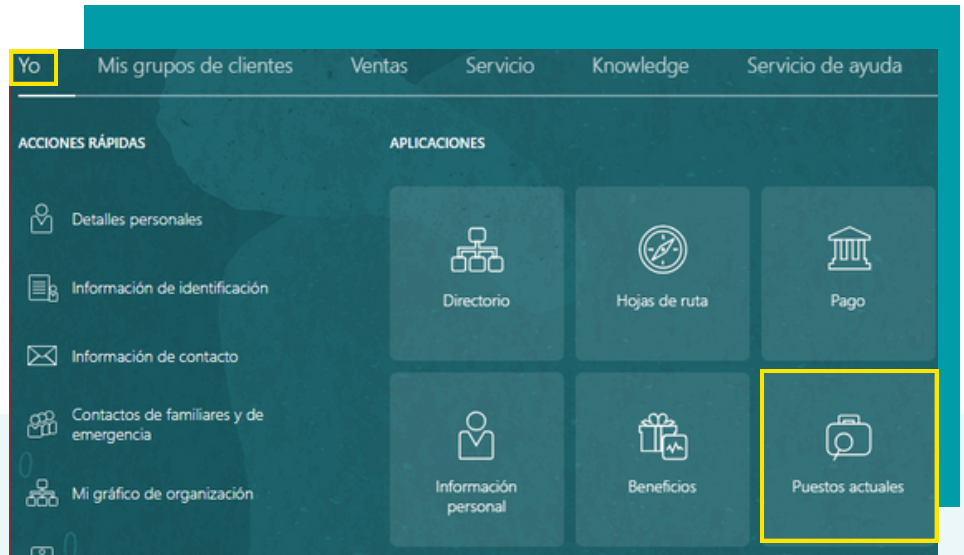 Yo Mis grupos de clientes Ventas Servicio Knowledge Servicio de ayuda
ACCIONES RÁPIDAS
Detalles personales
Información de identificación
Información de contacto
Contactos de familiares y de
emergencia
Mi gráfico de organización
APLICACIONES
Directorio
Hojas de ruta
Pago
Información
personal
Beneficios
Puestos actuales